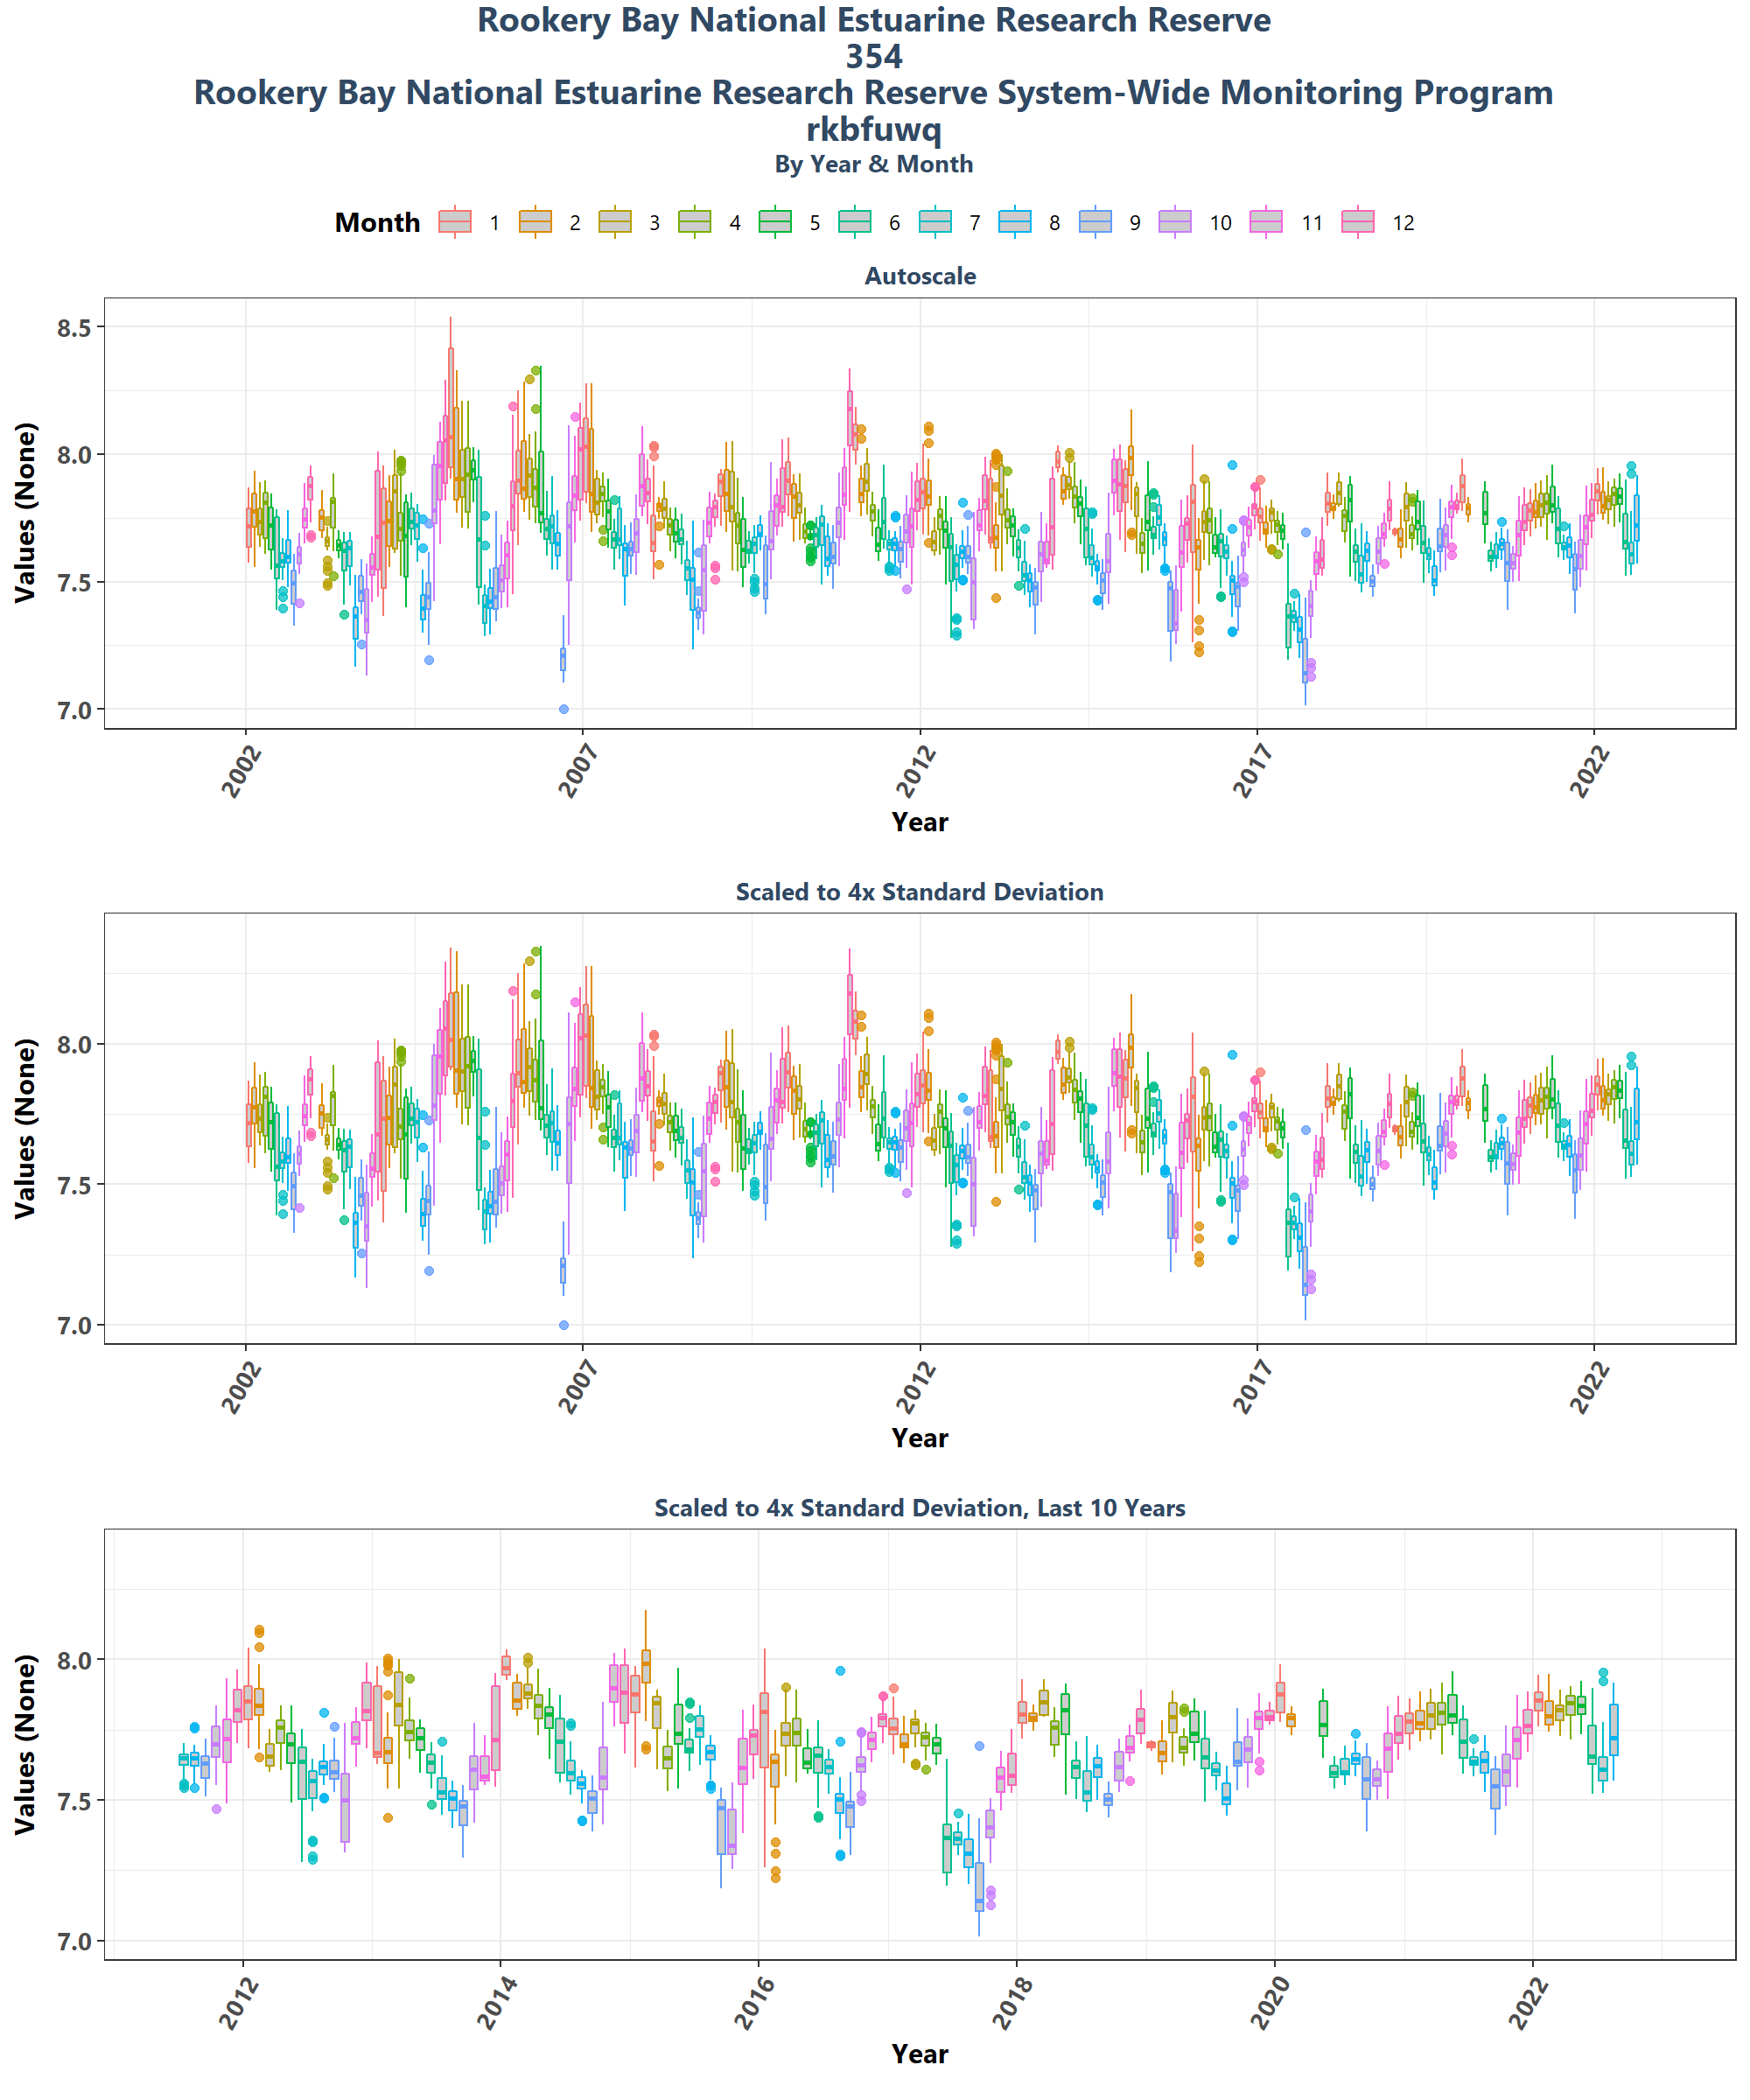 Rookery Bay National Estuarine Research Reserve
354
Rookery Bay National Estuarine Research Reserve System-Wide Monitoring Program
rkbfuwq
By Year & Month
Month 1 2 3 4 5 6 7 8 9 10 11 12
Autoscale
Values (None)
8.5
8.0
7.5
7.0
2002 2007 2012 2017 2022
Year
Scaled to 4x Standard Deviation
Values (None)
8.0
7.5
7.0
2002 2007 2012 2017 2022
Year
Scaled to 4x Standard Deviation, Last 10 Years
Values (None)
8.0
7.5
7.0
2012 2014 2016 2018 2020 2022
Year